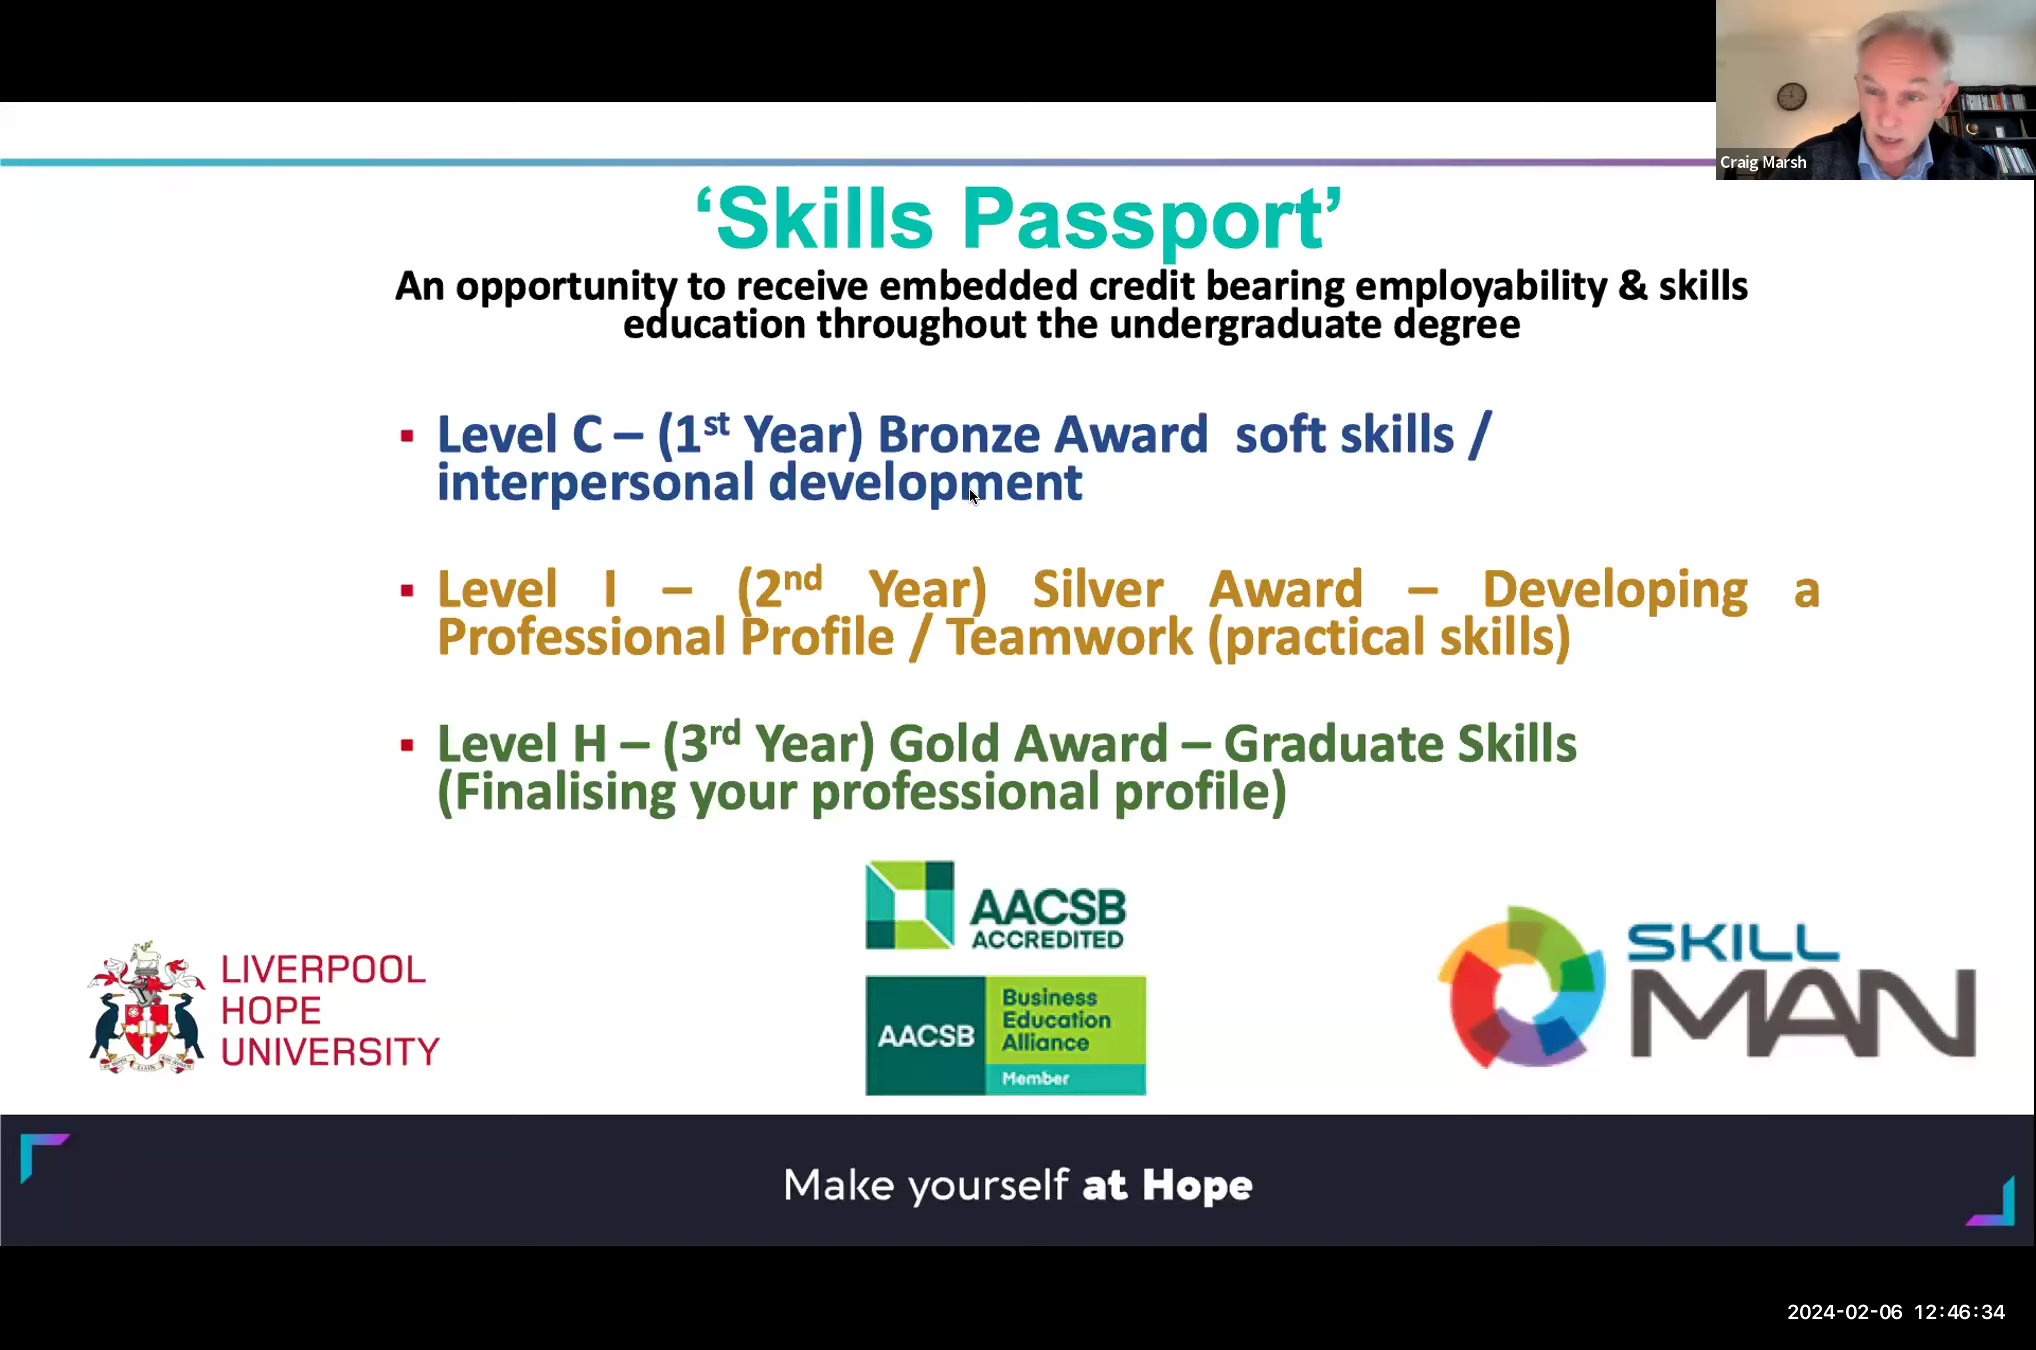 Craig Marsh
‘Skills Passport’
An opportunity to receive embedded credit bearing employability & skills
education throughout the undergraduate degree
▪ Level C – (1st Year) Bronze Award soft skills /
interpersonal development
▪ Level I – (2nd Year) Silver Award – Developing a
Professional Profile / Teamwork (practical skills)
▪ Level H – (3rd Year) Gold Award – Graduate Skills
(Finalising your professional profile)
LIVERPOOL
HOPE
UNIVERSITY
AACSB
ACCREDITED
AACSB
Business
Education
Alliance
Member
SKILL
MAN
Make yourself at Hope
2024-02-06 12:46:34